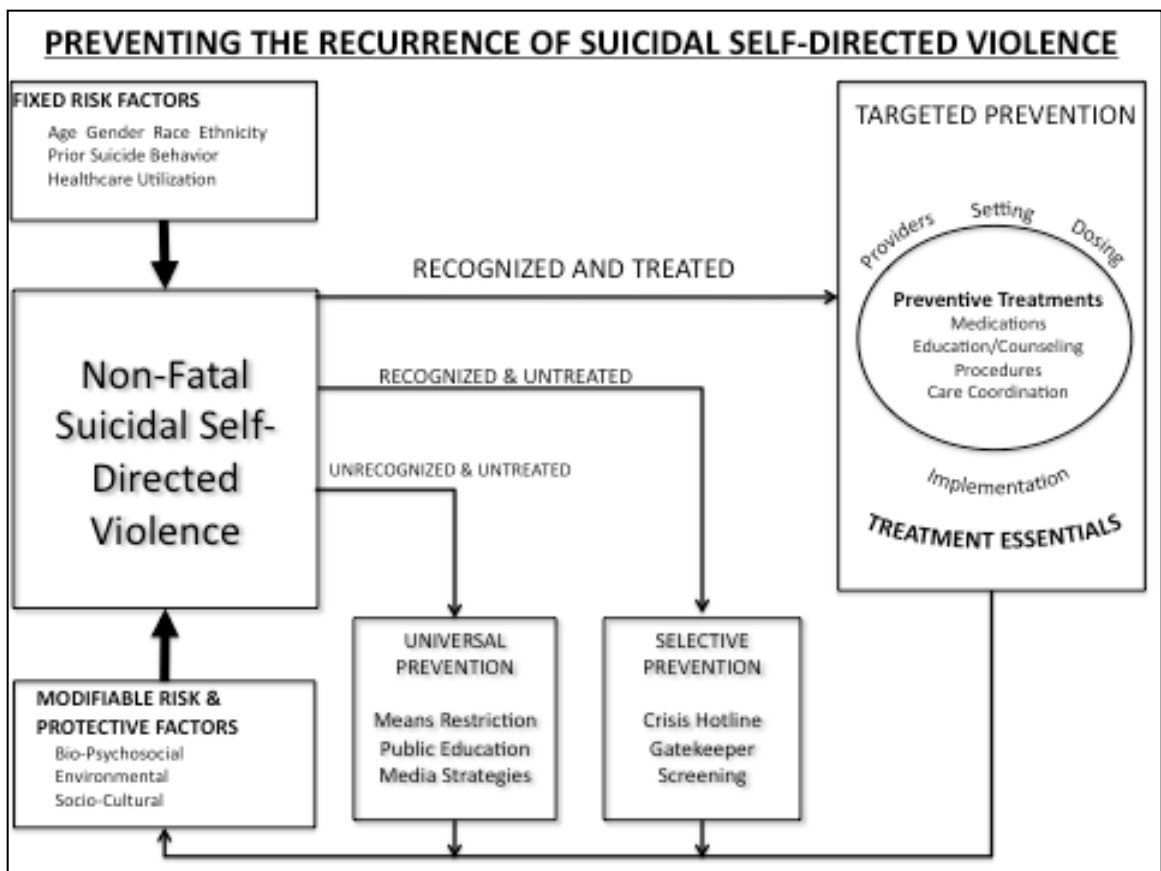 PREVENTING THE RECURRENCE OF SUICIDAL SELF-DIRECTED VIOLENCE
FIXED RISK FACTORS
Age Gender Race Ethnicity
Prior Suicide Behavior
Healthcare Utilization
TARGETED PREVENTION
Providers Setting Dosing
Preventive Treatments
Medications
Education/Counseling
Procedures
Care Coordination
Implementation
TREATMENT ESSENTIALS
RECOGNIZED AND TREATED
RECOGNIZED & UNTREATED
UNRECOGNIZED & UNTREATED
Non-Fatal
Suicidal Self-
Directed
Violence
MODIFIABLE RISK &
PROTECTIVE FACTORS
Bio-Psychosocial
Environmental
Socio-Cultural
UNIVERSAL
PREVENTION
Means Restriction
Public Education
Media Strategies
SELECTIVE
PREVENTION
Crisis Hotline
Gatekeeper
Screening